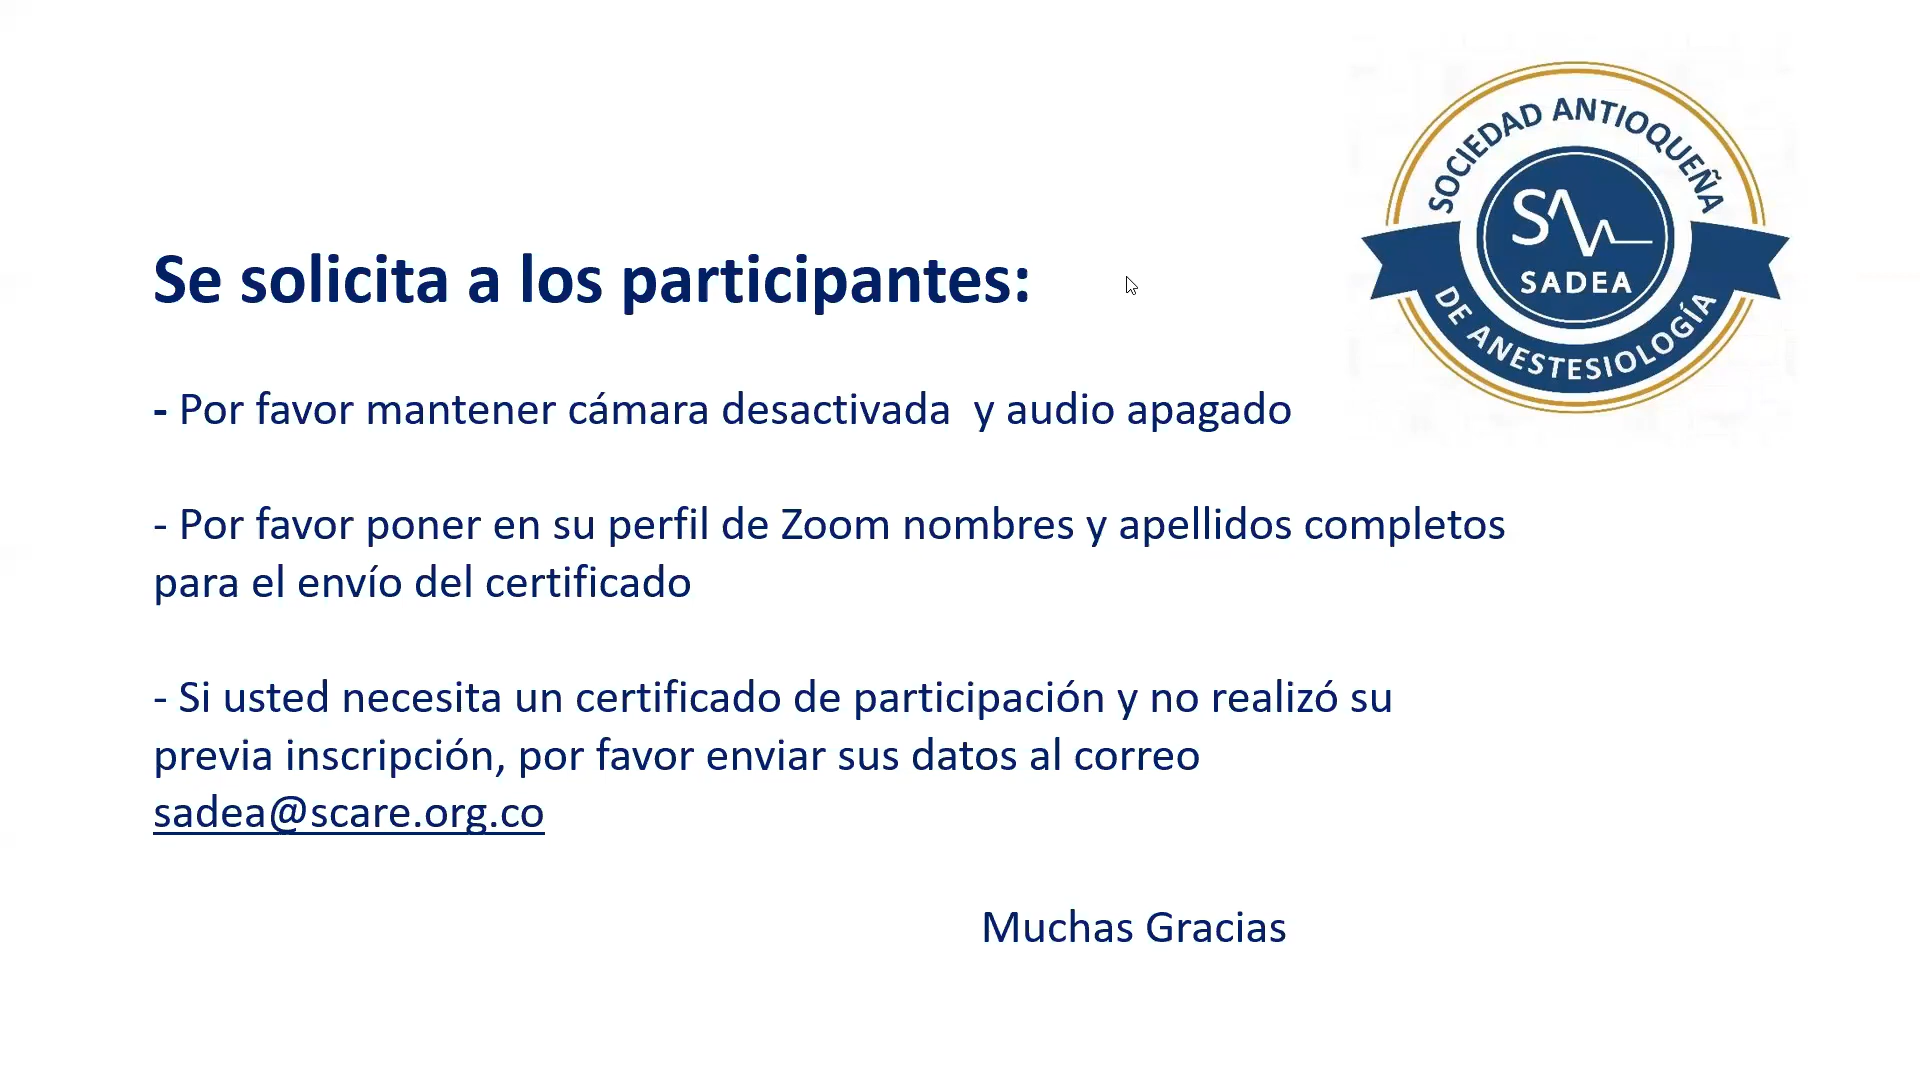 SOCIEDAD ANTIOQUEÑA
SA
SADEA
DE ANESTESIOLOGÍA
Se solicita a los participantes:
- Por favor mantener cámara desactivada  y audio apagado
- Por favor poner en su perfil de Zoom nombres y apellidos completos
para el envío del certificado
- Si usted necesita un certificado de participación y no realizó su
previa inscripción, por favor enviar sus datos al correo
sadea@scare.org.co
Muchas Gracias